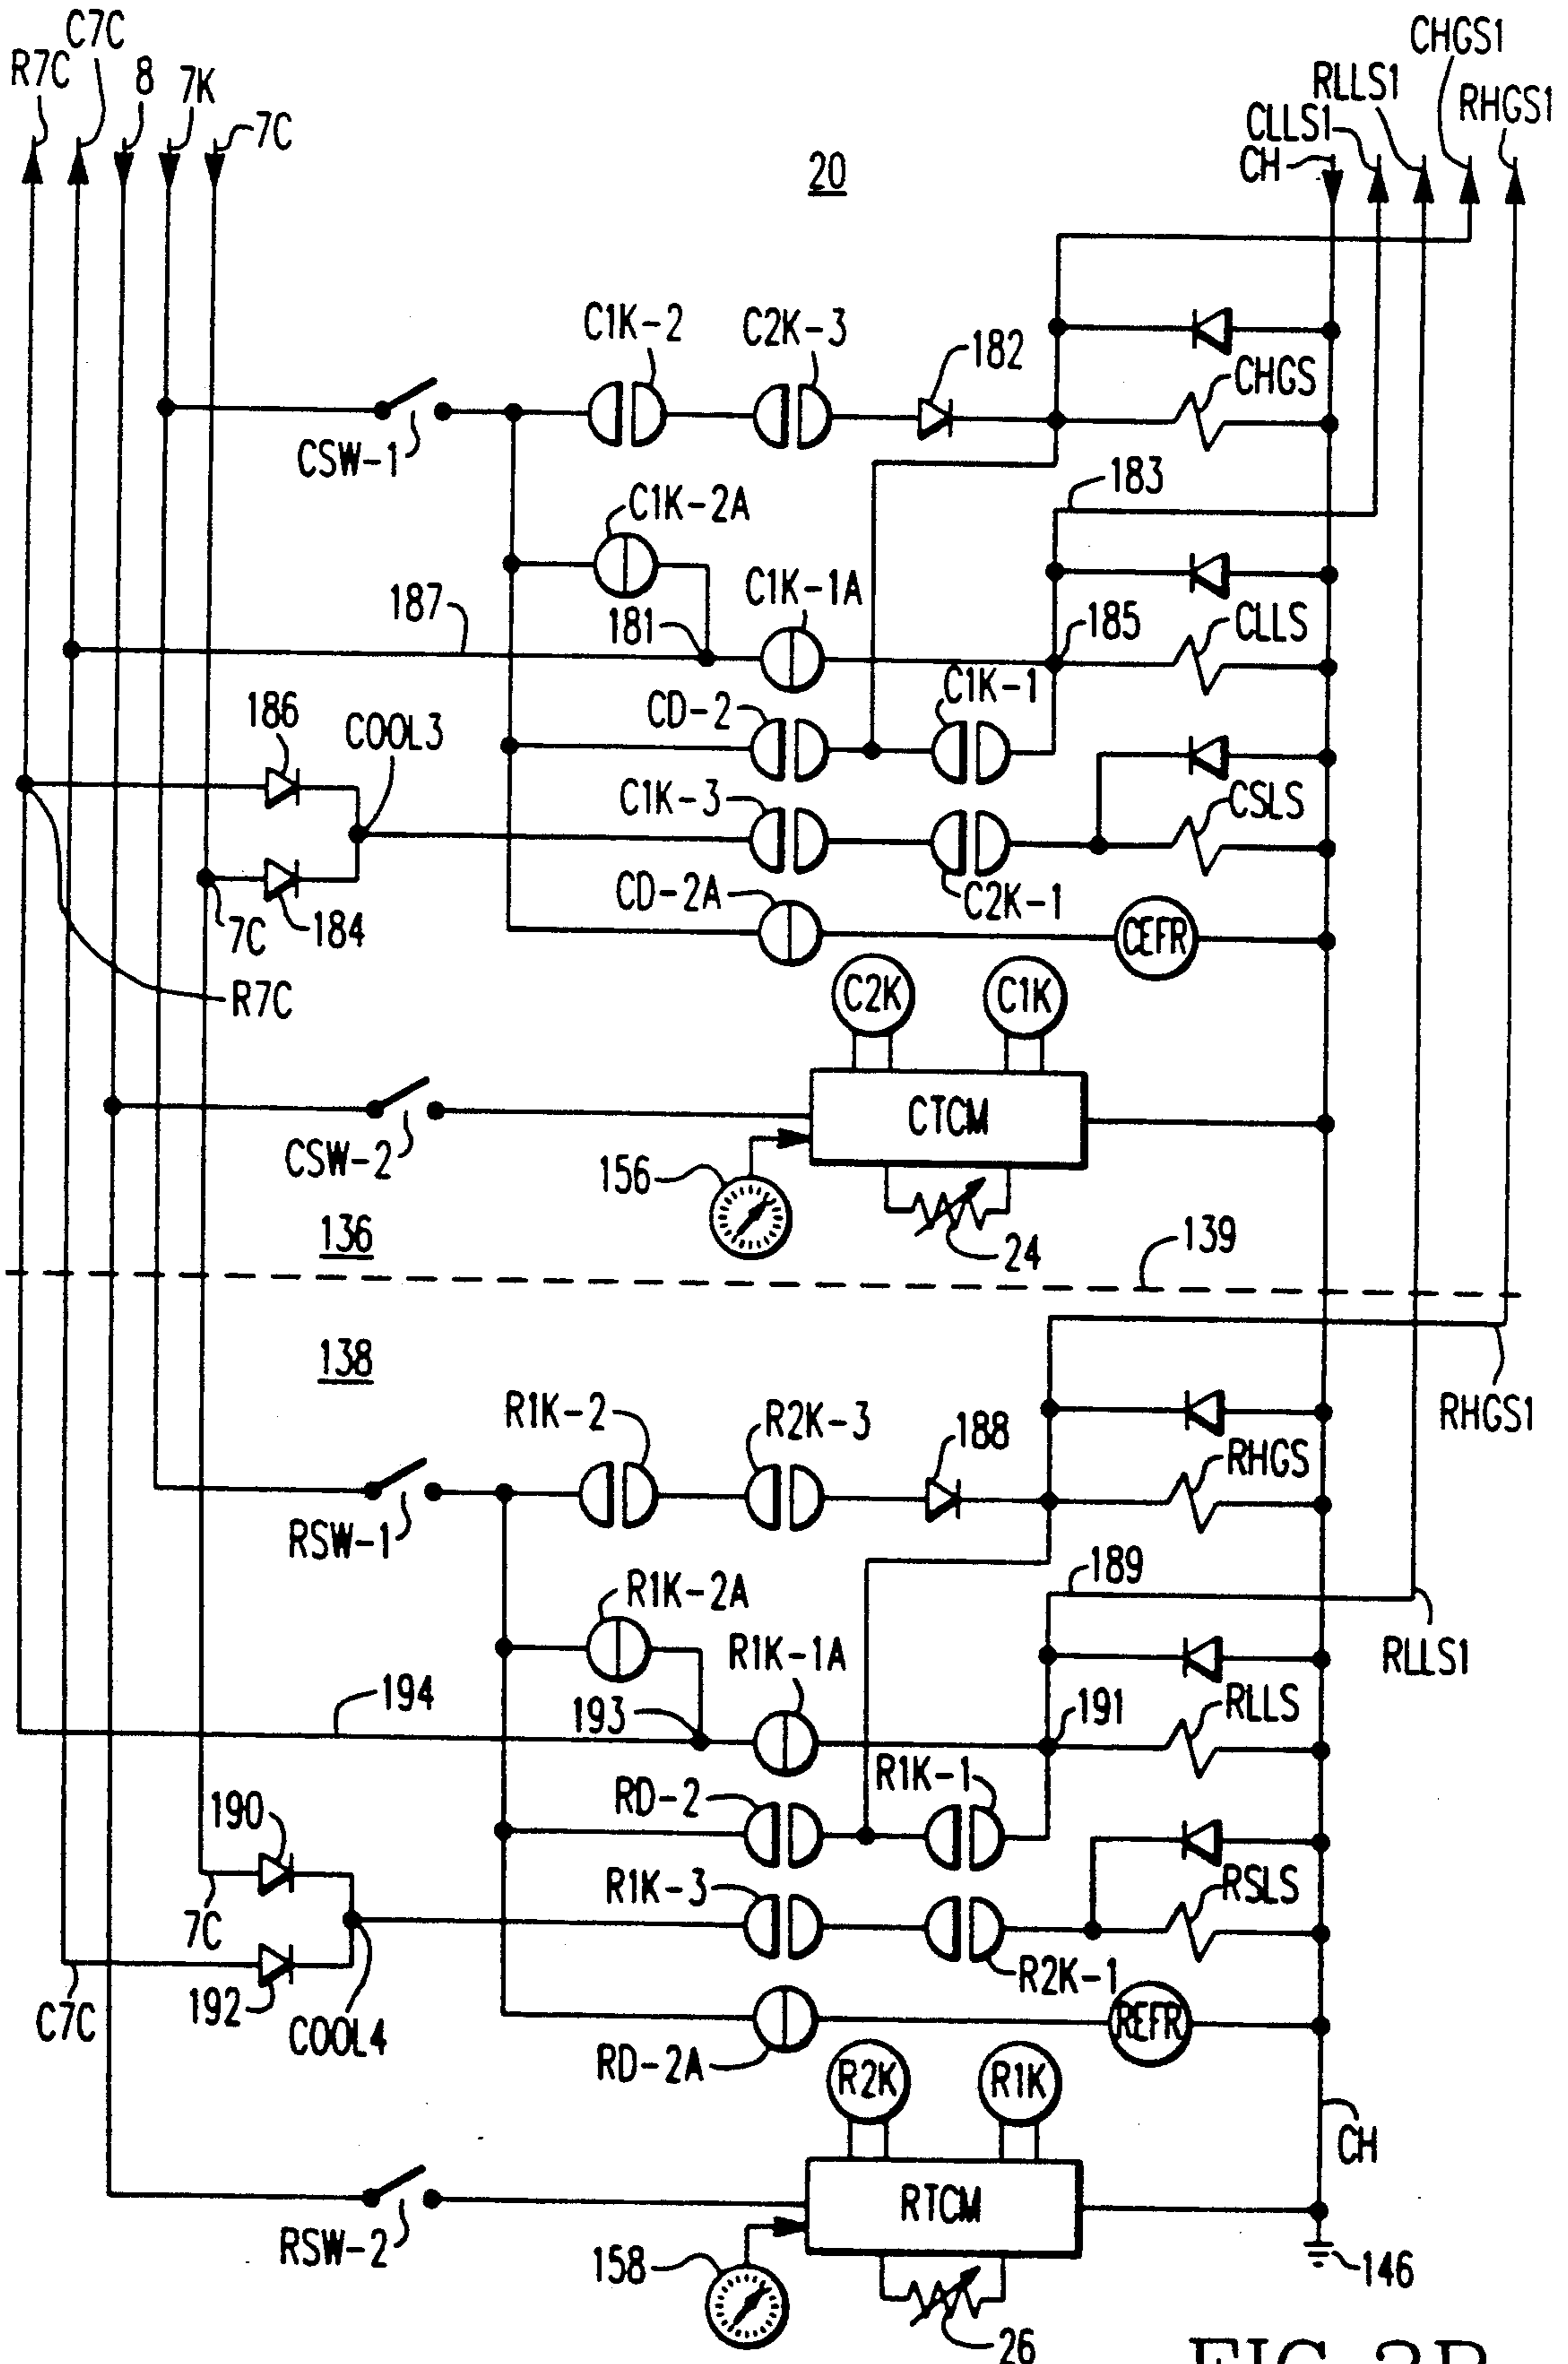 C7C
R7C
8
7K
7C
CHGS1
RLLS1
RHGS1
CLLS1
CH
20
C1K-2
C2K-3
182
CHGS
CSW-1
C1K-2A
183
187
C1K-1A
181
185
CLLS
C1K-1
186
COOL3
CD-2
C1K-3
CSLS
CD-2A
C2K-1
7C
184
CEFR
R7C
C2K
C1K
CTCM
CSW-2
156
24
136
139
138
RHGS1
R1K-2
R2K-3
188
RHGS
RSW-1
R1K-2A
189
R1K-1A
RLLS1
194
193
191
RLLS
R1K-1
RD-2
190
R1K-3
RSLS
7C
R2K-1
C7C
192
COOL4
REFR
RD-2A
R2K
R1K
CH
RTCM
RSW-2
158
146
26